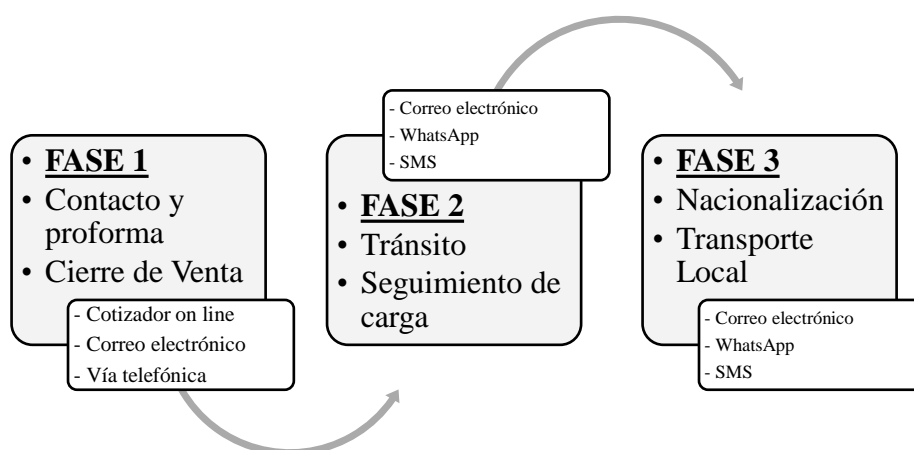 • FASE 1
• Contacto y
proforma
• Cierre de Venta
- Cotizador on line
- Correo electrónico
- Vía telefónica
- Correo electrónico
- WhatsApp
- SMS
• FASE 2
• Tránsito
• Seguimiento de
carga
• FASE 3
• Nacionalización
• Transporte
Local
- Correo electrónico
- WhatsApp
- SMS